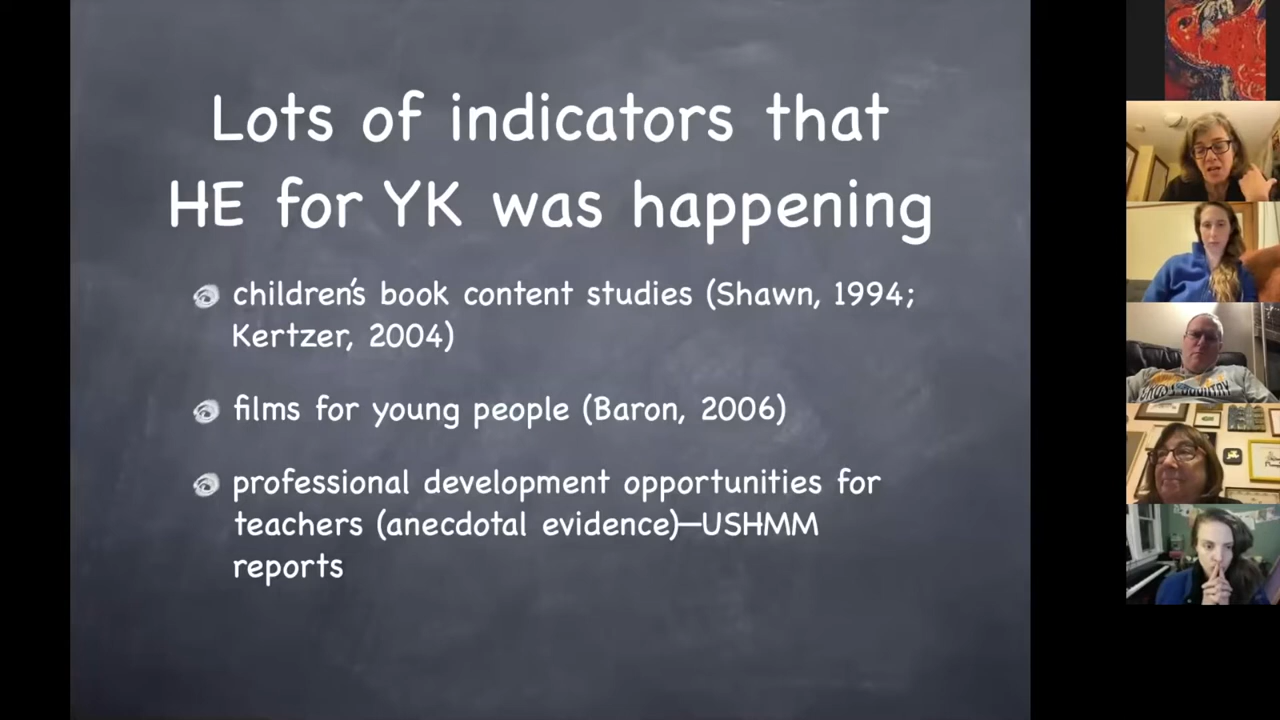 Lots of indicators that
HE for YK was happening
children's book content studies (Shawn, 1994;
Kertzer, 2004)
films for young people (Baron, 2006)
professional development opportunities for
teachers (anecdotal evidence)—USHMM
reports